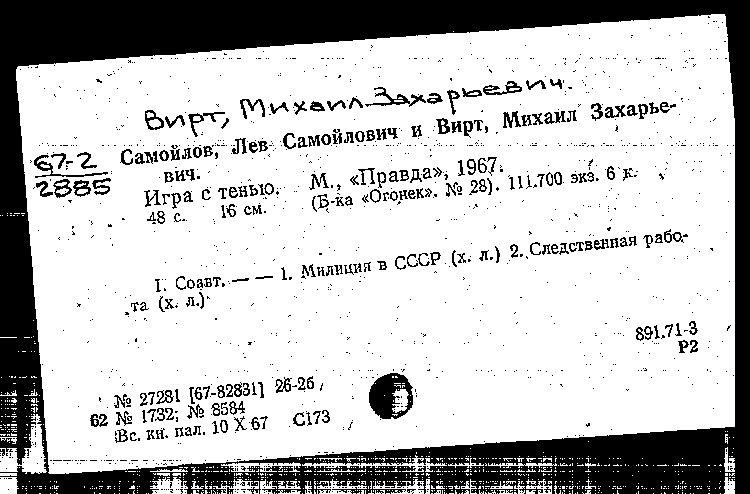 Вирт, Михаил Захарьевич.
67-2
2885
Самойлов, Лев Самойлович и Вирт, Михаил Захарье-
вич.
Игра с тенью. М., «Правда», 1967.
48 с. 16 см. (Б-ка «Огонек». № 28). 111.700 экз. 6 к.
I. Соавт. — — 1. Милиция в СССР (х. л.) 2. Следственная рабо-
та (х. л.)
891.71-3
Р2
№ 27281 [67-82831] 26-26
62 № 1732; № 8584
Вс. кн. пал. 10 X 67 С173